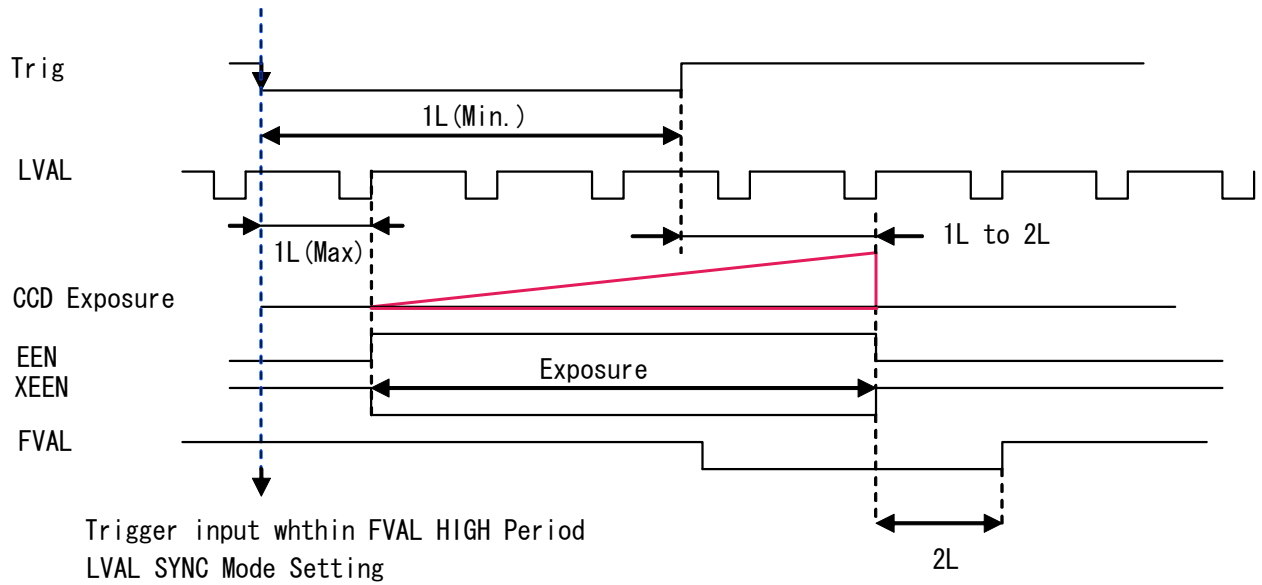 Trig
1L(Min.)
LVAL
1L(Max)
1L to 2L
CCD Exposure
EEN
Exposure
XEEN
FVAL
Trigger input whthin FVAL HIGH Period
2L
LVAL SYNC Mode Setting